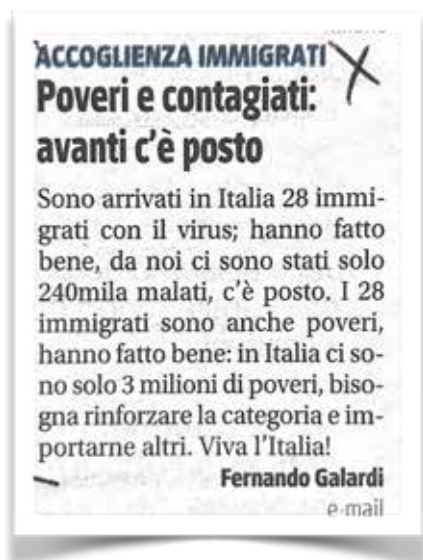 ACCOGLIENZA IMMIGRATI
Poveri e contagiati:
avanti c'è posto
Sono arrivati in Italia 28 immi-
grati con il virus; hanno fatto
bene, da noi ci sono stati solo
240mila malati, c'è posto. I 28
immigrati sono anche poveri,
hanno fatto bene: in Italia ci so-
no solo 3 milioni di poveri, biso-
gna rinforzare la categoria e im-
portarne altri. Viva l'Italia!
Fernando Galardi
e-mail